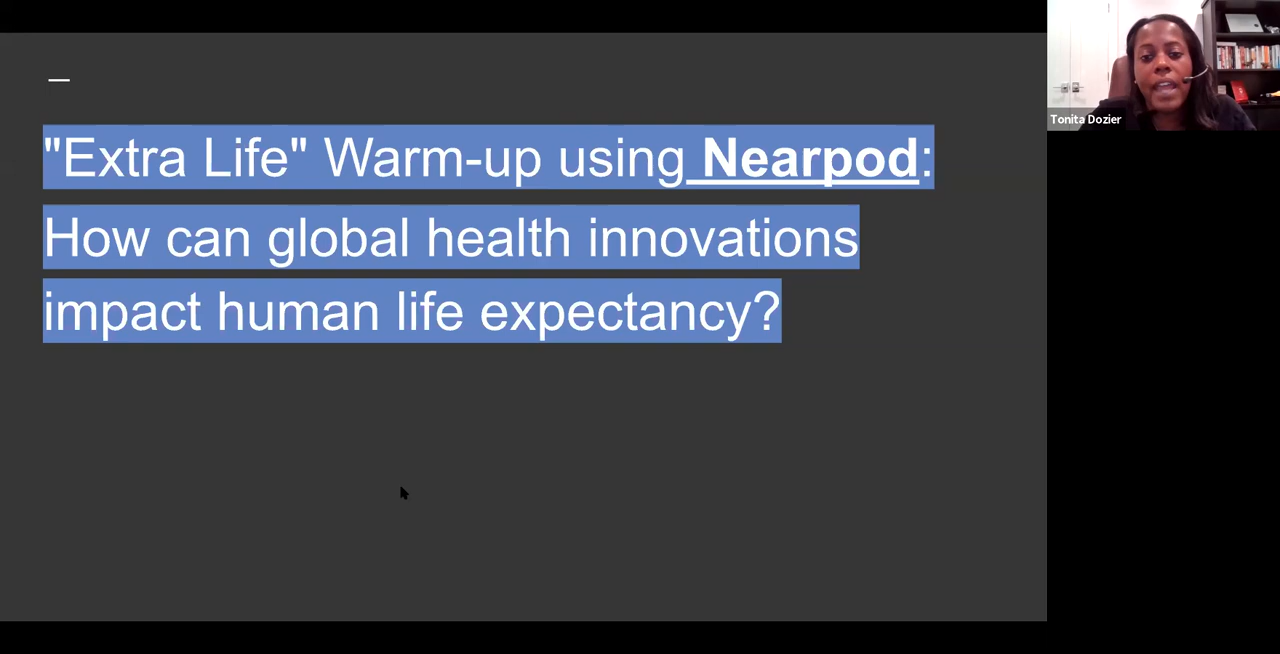 "Extra Life" Warm-up using Nearpod:
How can global health innovations
impact human life expectancy?
Tonita Dozier